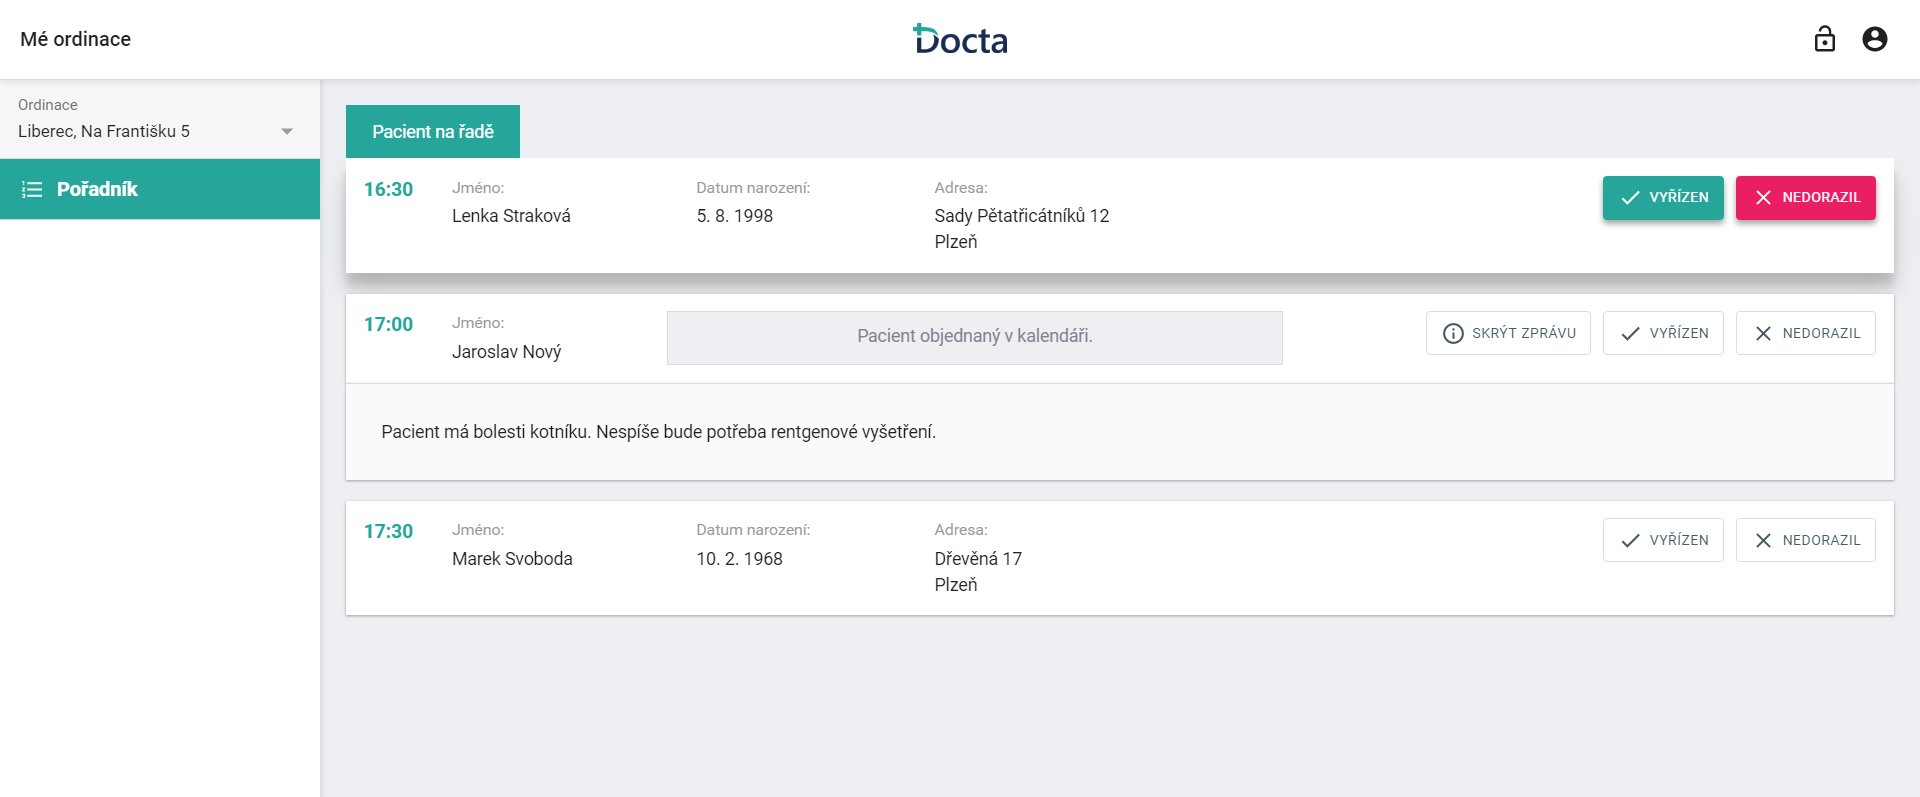 Mé ordinace
Docta
Ordinace
Liberec, Na Františku 5
Pořadník
Pacient na řadě
16:30
Jméno:
Lenka Straková
Datum narození:
5. 8. 1998
Adresa:
Sady Pětatřicátníků 12
Plzeň
VYŘÍZEN
NEDORAZIL
17:00
Jméno:
Jaroslav Nový
Pacient objednaný v kalendáři.
SKRÝT ZPRÁVU
VYŘÍZEN
NEDORAZIL
Pacient má bolesti kotníku. Nespíše bude potřeba rentgenové vyšetření.
17:30
Jméno:
Marek Svoboda
Datum narození:
10. 2. 1968
Adresa:
Dřevěná 17
Plzeň
VYŘÍZEN
NEDORAZIL